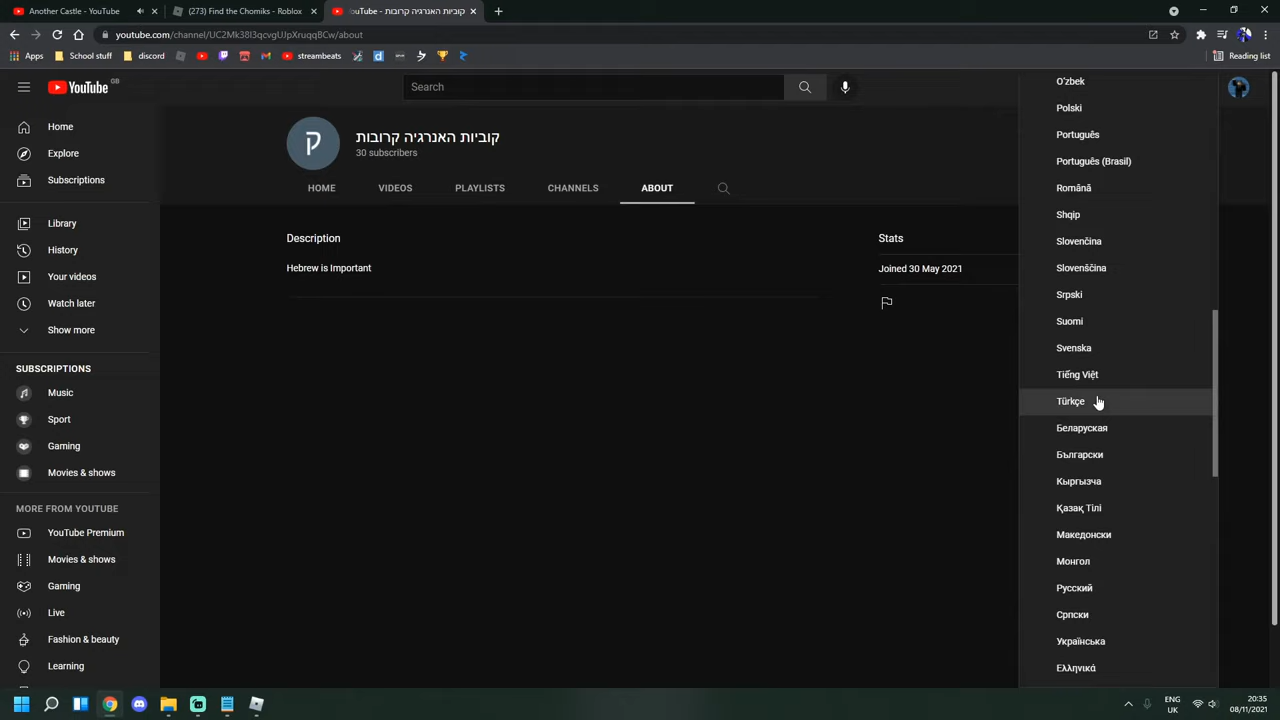 Another Castle - YouTube
(273) Find the Chomiks - Roblox
קוביות האנרגיה קרובות - YouTube
youtube.com/channel/UC2Mk38I3qcvgUJpXruqqBCw/about
Apps
School stuff
discord
streambeats
Reading list
YouTube GB
Search
Home
Explore
Subscriptions
Library
History
Your videos
Watch later
Show more
SUBSCRIPTIONS
Music
Sport
Gaming
Movies & shows
MORE FROM YOUTUBE
YouTube Premium
Movies & shows
Gaming
Live
Fashion & beauty
Learning
ק
קוביות האנרגיה קרובות
30 subscribers
HOME
VIDEOS
PLAYLISTS
CHANNELS
ABOUT
Description
Hebrew is Important
Stats
Joined 30 May 2021
O'zbek
Polski
Português
Português (Brasil)
Română
Shqip
Slovenčina
Slovenščina
Srpski
Suomi
Svenska
Tiếng Việt
Türkçe
Беларуская
Български
Кыргызча
Қазақ Тілі
Македонски
Монгол
Русский
Српски
Українська
Ελληνικά
ENG
UK
20:35
08/11/2021